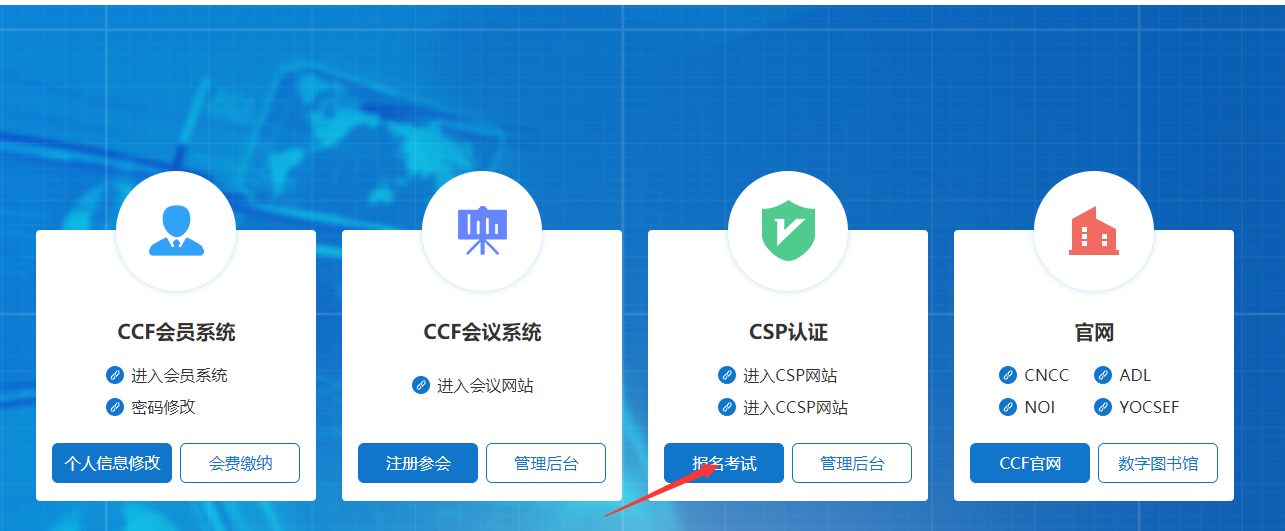 CCF会员系统
进入会员系统
密码修改
个人信息修改
会费缴纳
CCF会议系统
进入会议网站
注册参会
管理后台
CSP认证
进入CSP网站
进入CCSP网站
报名考试
管理后台
官网
CNCC
ADL
NOI
YOCSEF
CCF官网
数字图书馆